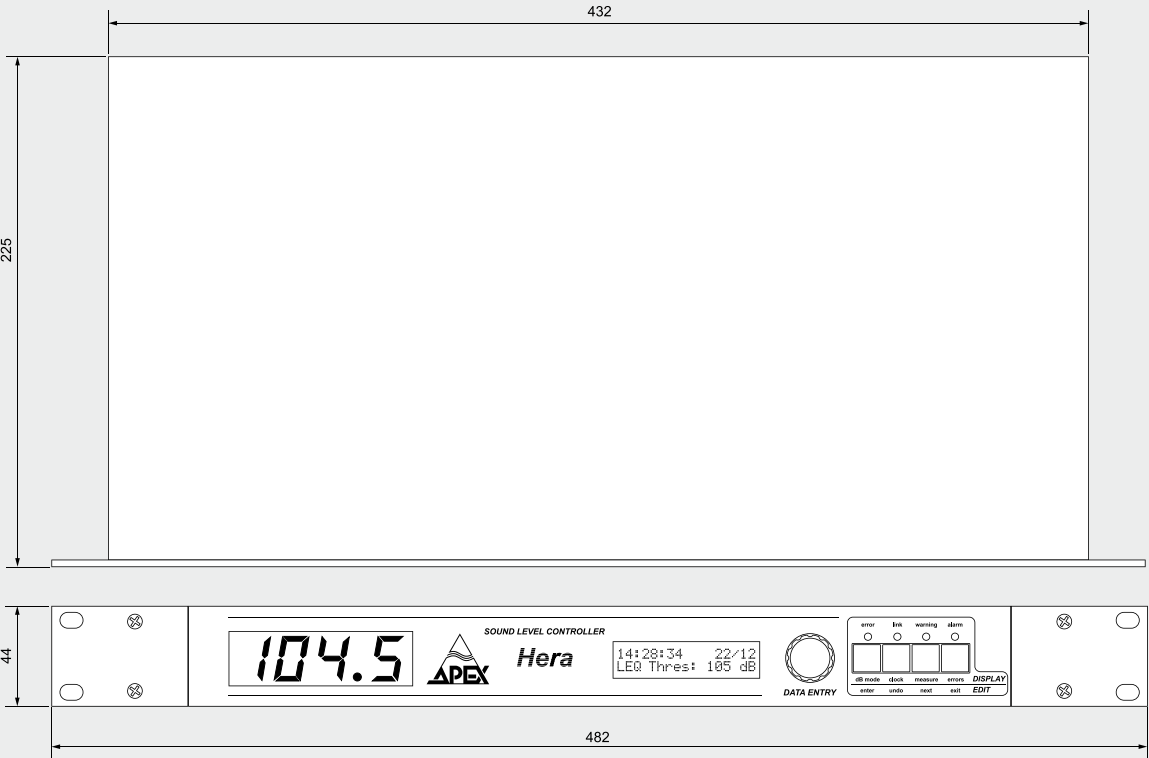 432
225
44
104.5
APEX
SOUND LEVEL CONTROLLER
Hera
14:28:34 22/12
LEQ Thres: 105 dB
DATA ENTRY
error link warning alarm
dB mode clock measure errors DISPLAY
enter undo next exit EDIT
482